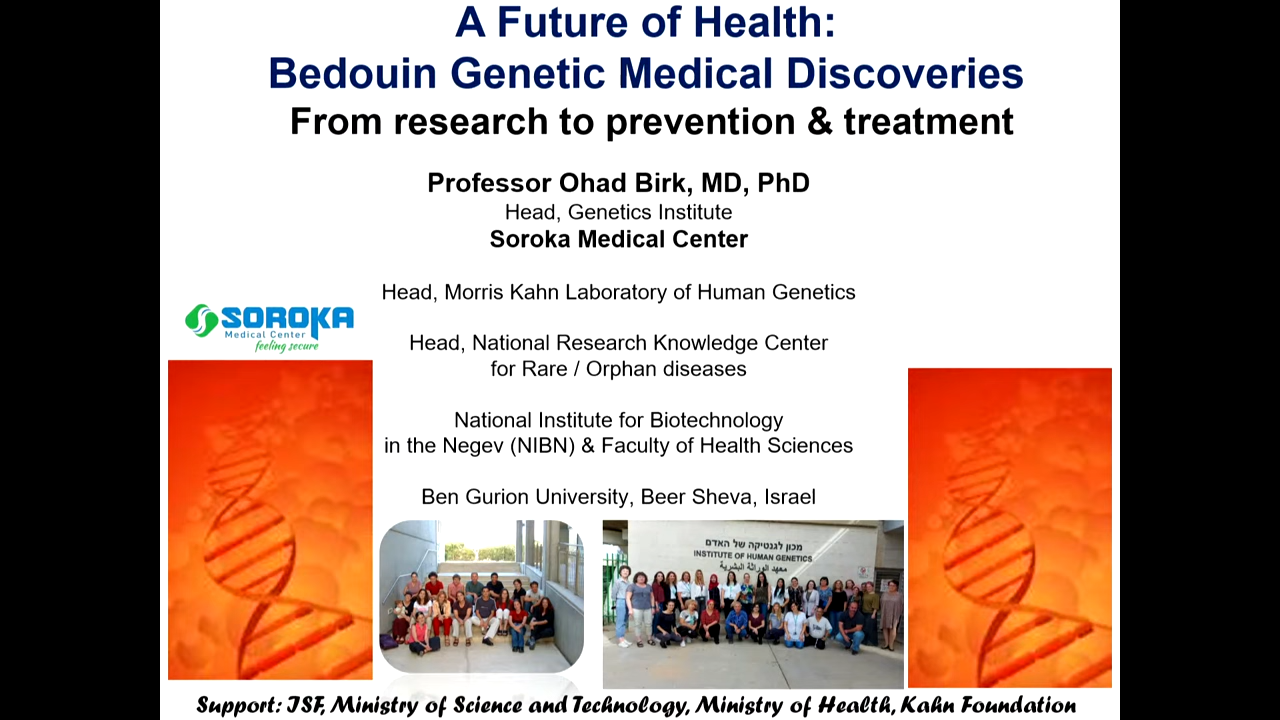 A Future of Health:
Bedouin Genetic Medical Discoveries
From research to prevention & treatment
Professor Ohad Birk, MD, PhD
Head, Genetics Institute
Soroka Medical Center
Head, Morris Kahn Laboratory of Human Genetics
SOROKA
Medical Center
feeling secure
Head, National Research Knowledge Center
for Rare / Orphan diseases
National Institute for Biotechnology
in the Negev (NIBN) & Faculty of Health Sciences
Ben Gurion University, Beer Sheva, Israel
מכון לגנטיקה של האדם
INSTITUTE OF HUMAN GENETICS
معهد الوراثة البشرية
Support: ISF, Ministry of Science and Technology, Ministry of Health, Kahn Foundation